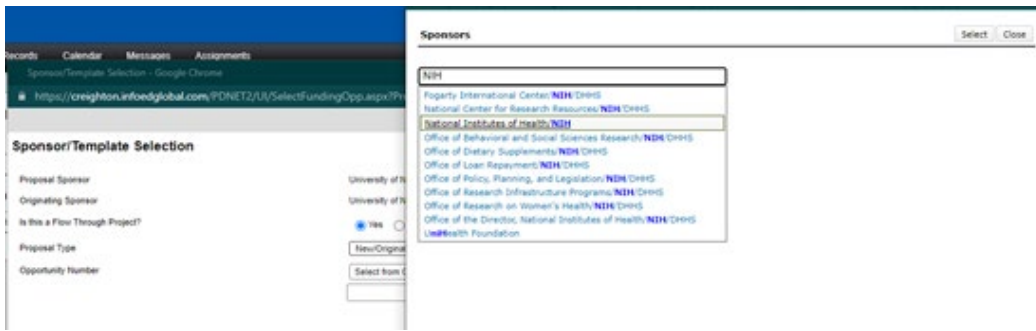 Records Calendar Messages Assignments
Sponsor/Template Selection - Google Chrome
https://creighton.infoedglobal.com/PDNET2/UI/SelectFundingOpp.aspx?Pr
Sponsor/Template Selection
Proposal Sponsor University of N
Originating Sponsor University of N
Is this a Flow Through Project? Yes
Proposal Type New/Original
Opportunity Number Select from G
Sponsors Select Close
NIH
Fogarty International Center/NIH/DHHS
National Center for Research Resources/NIH/DHHS
National Institutes of Health/NIH
Office of Behavioral and Social Sciences Research/NIH/DHHS
Office of Dietary Supplements/NIH/DHHS
Office of Loan Repayment/NIH/DHHS
Office of Policy, Planning, and Legislation/NIH/DHHS
Office of Research Infrastructure Programs/NIH/DHHS
Office of Research on Women's Health/NIH/DHHS
Office of the Director, National Institutes of Health/NIH/DHHS
UniHealth Foundation